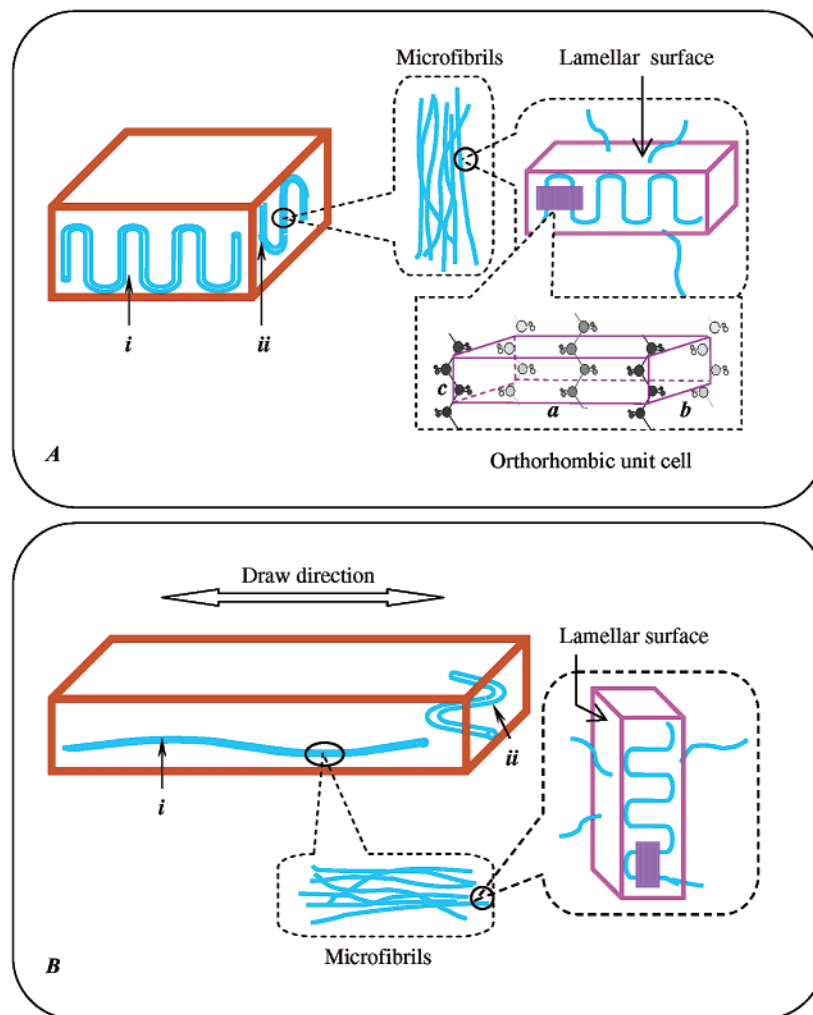 Microfibrils
Lamellar surface
i
ii
c
a
b
A
Orthorhombic unit cell
Draw direction
Lamellar surface
ii
i
Microfibrils
B